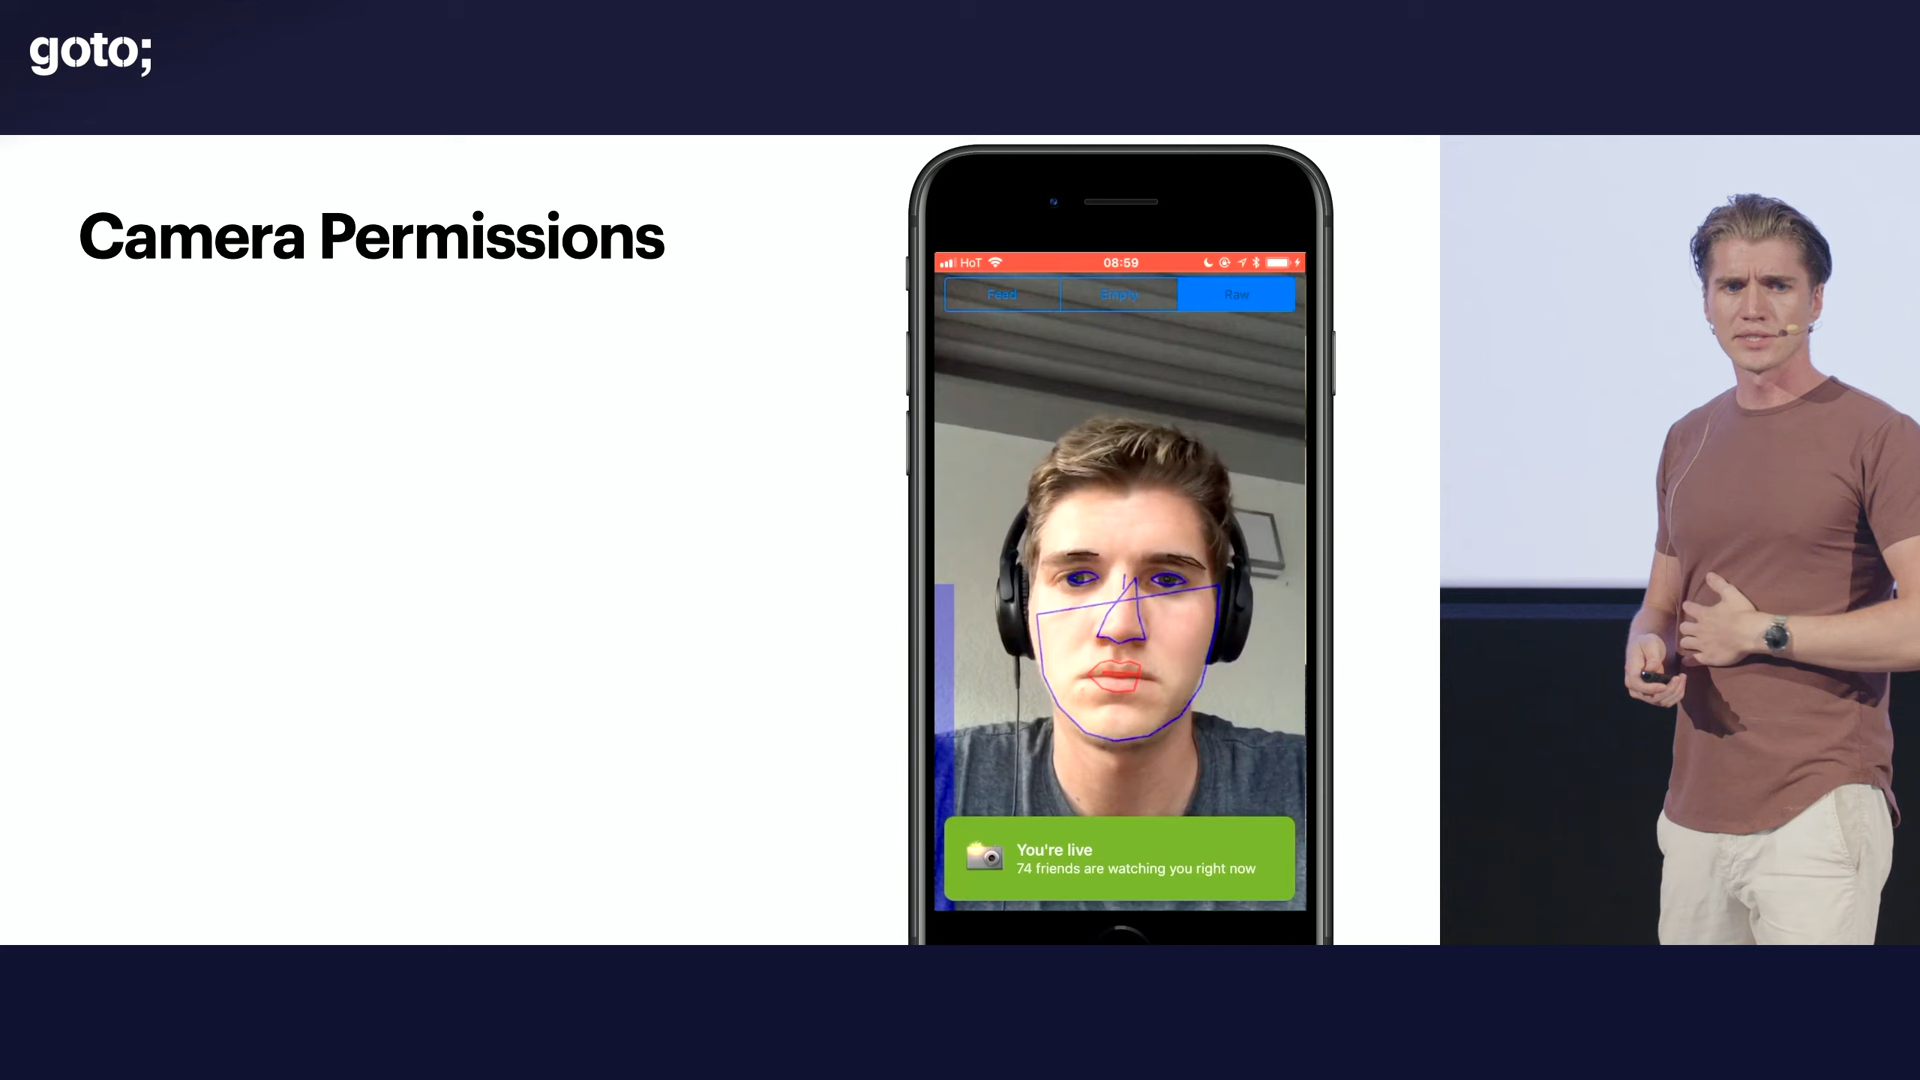 goto;
Camera Permissions
HoT 08:59
Feed Empty Raw
You're live
74 friends are watching you right now